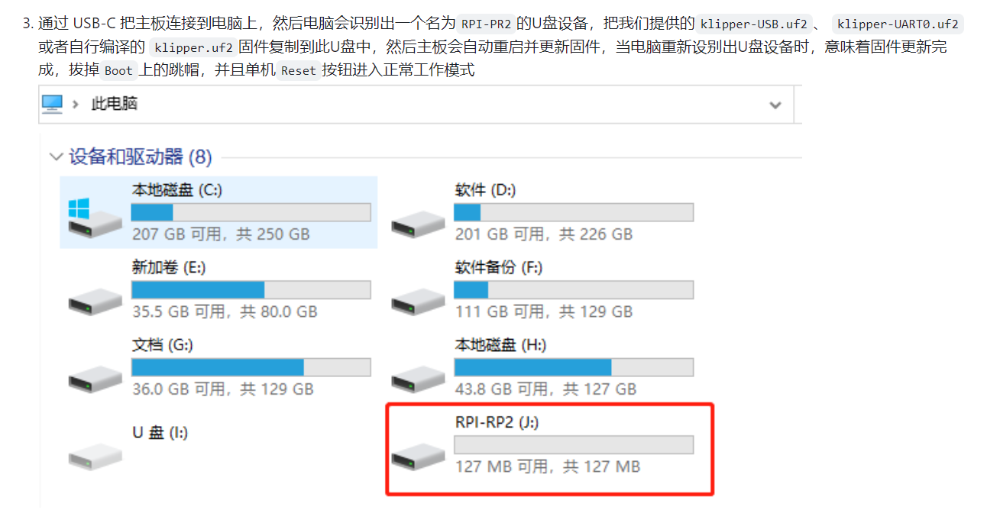 3. 通过 USB-C 把主板连接到电脑上，然后电脑会识别出一个名为 RPI-PR2 的U盘设备，把我们提供的 klipper-USB.uf2 、 klipper-UART0.uf2
或者自行编译的 klipper.uf2 固件复制到此U盘中，然后主板会自动重启并更新固件，当电脑重新设别出U盘设备时，意味着固件更新完
成，拔掉 Boot 上的跳帽，并且单机 Reset 按钮进入正常工作模式
此电脑
设备和驱动器 (8)
本地磁盘 (C:)
207 GB 可用，共 250 GB
软件 (D:)
201 GB 可用，共 226 GB
新加卷 (E:)
35.5 GB 可用，共 80.0 GB
软件备份 (F:)
111 GB 可用，共 129 GB
文档 (G:)
36.0 GB 可用，共 129 GB
本地磁盘 (H:)
43.8 GB 可用，共 127 GB
U 盘 (I:)
RPI-RP2 (J:)
127 MB 可用，共 127 MB